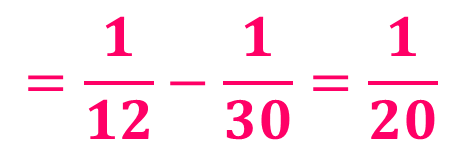 = 1/12 − 1/30 = 1/20